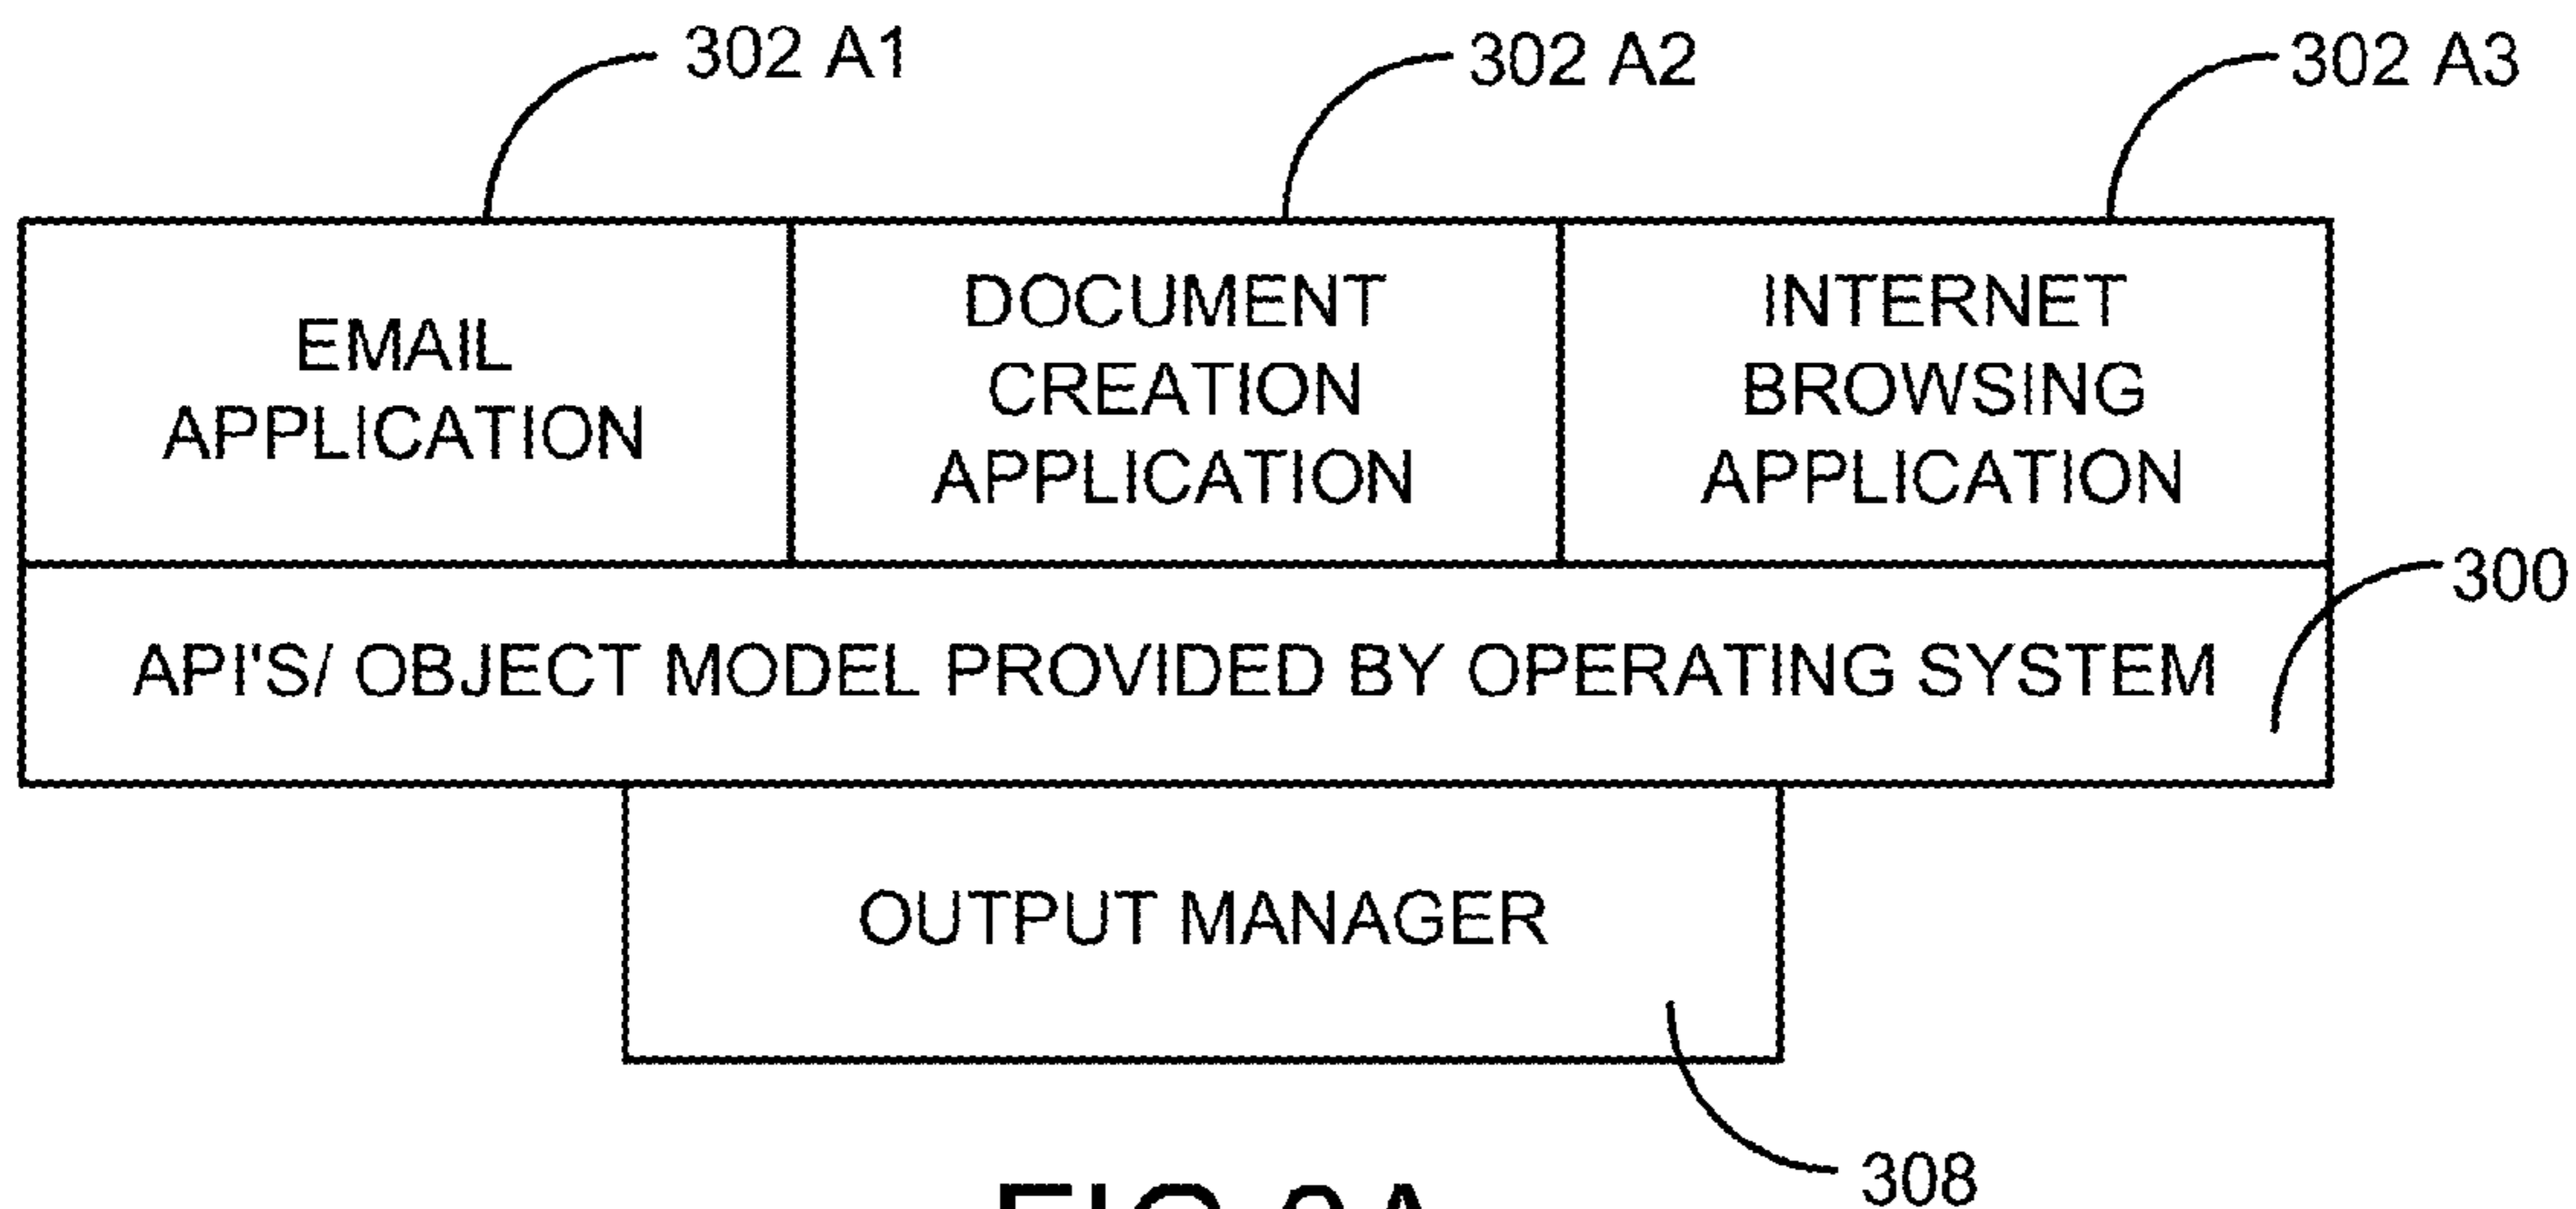 302 A1
302 A2
302 A3
EMAIL
APPLICATION
DOCUMENT
CREATION
APPLICATION
INTERNET
BROWSING
APPLICATION
300
API'S/ OBJECT MODEL PROVIDED BY OPERATING SYSTEM
OUTPUT MANAGER
308